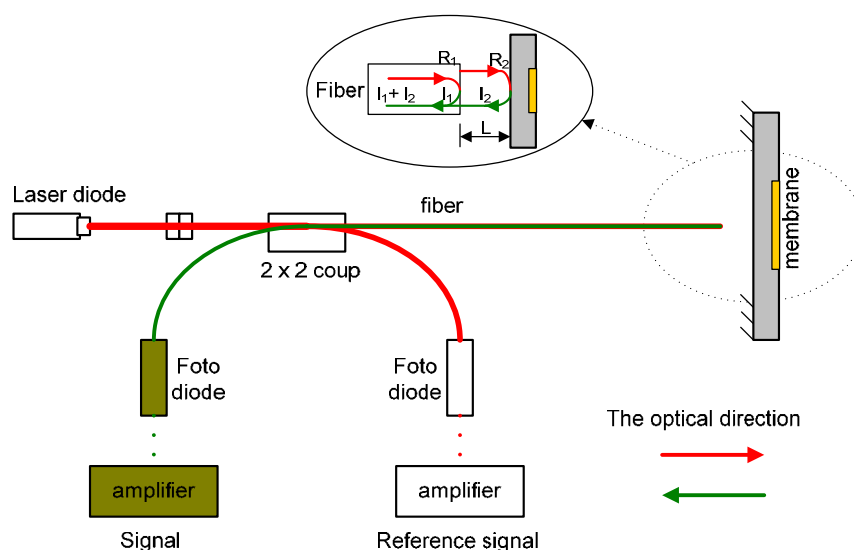 R1 R2
Fiber
I1 + I2 I1 I2
L
Laser diode
fiber
membrane
2 x 2 coup
Foto
diode
Foto
diode
The optical direction
amplifier
amplifier
Signal
Reference signal